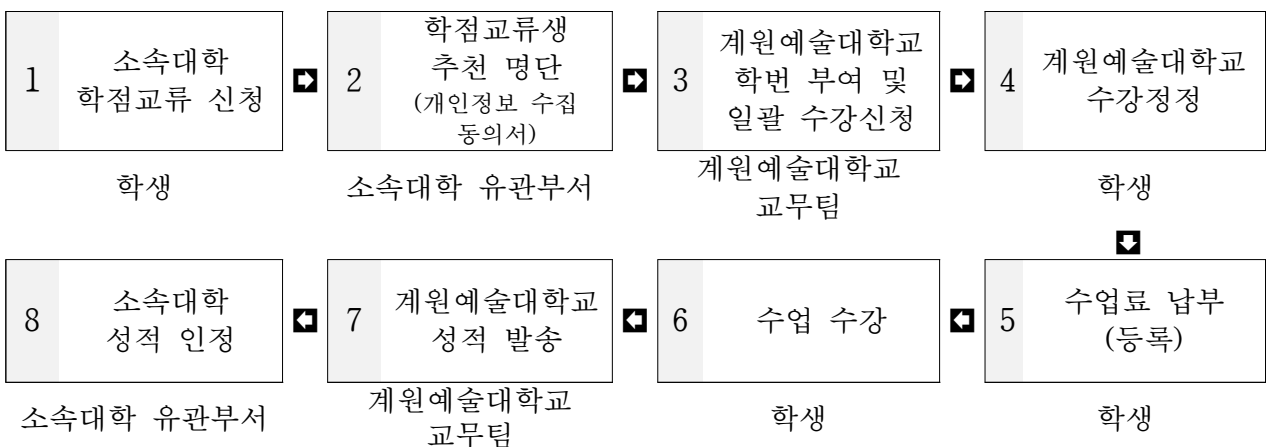 1
소속대학
학점교류 신청
2
학점교류생
추천 명단
(개인정보 수집
동의서)
3
계원예술대학교
학번 부여 및
일괄 수강신청
4
계원예술대학교
수강정정
학생
소속대학 유관부서
계원예술대학교
교무팀
학생
8
소속대학
성적 인정
7
계원예술대학교
성적 발송
6
수업 수강
5
수업료 납부
(등록)
소속대학 유관부서
계원예술대학교
교무팀
학생
학생